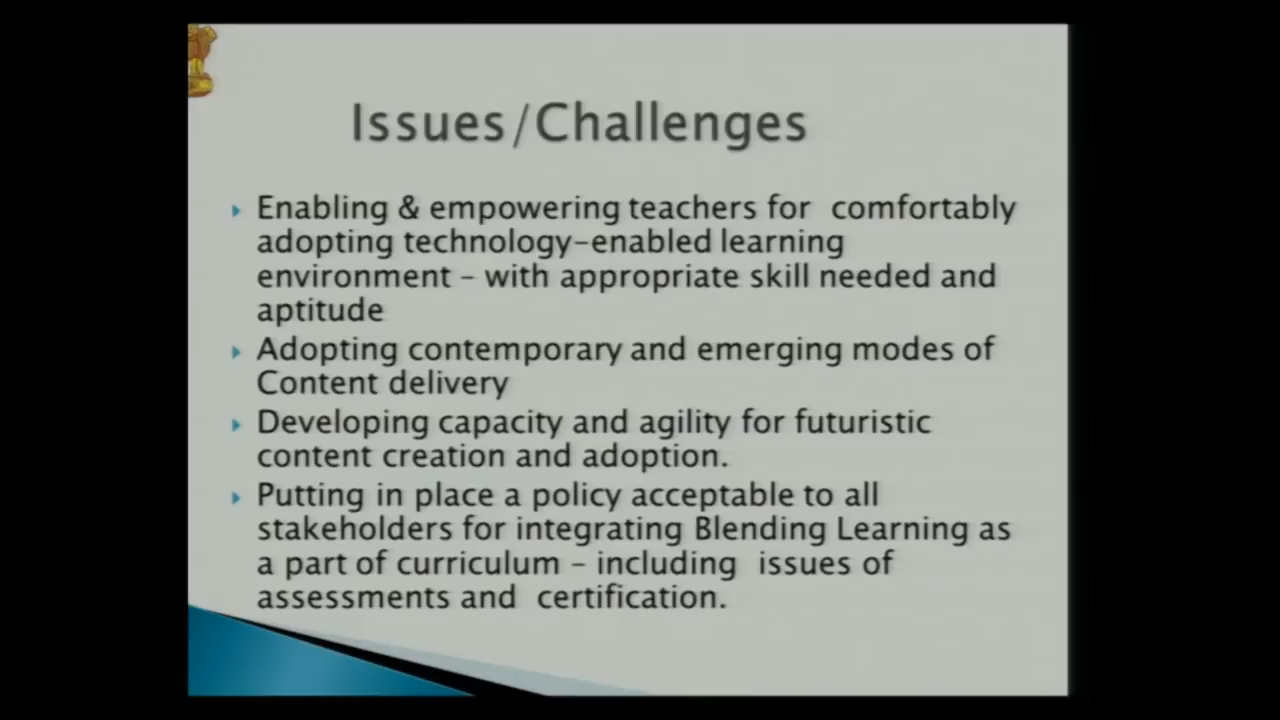 Issues/Challenges
Enabling & empowering teachers for comfortably
adopting technology-enabled learning
environment – with appropriate skill needed and
aptitude
Adopting contemporary and emerging modes of
Content delivery
Developing capacity and agility for futuristic
content creation and adoption.
Putting in place a policy acceptable to all
stakeholders for integrating Blending Learning as
a part of curriculum – including issues of
assessments and certification.